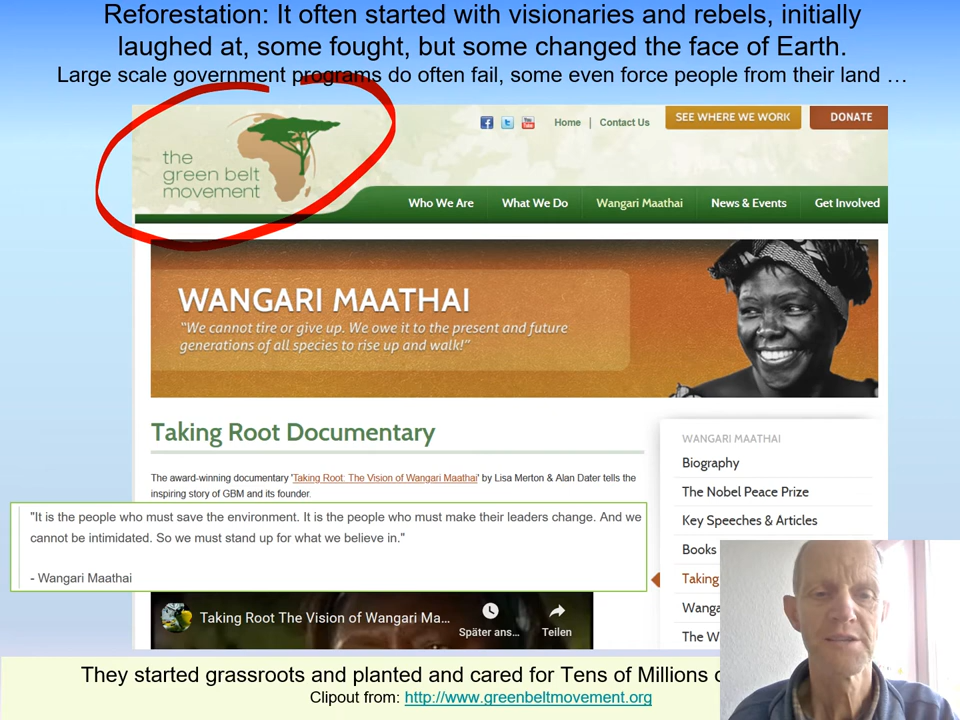 Reforestation: It often started with visionaries and rebels, initially
laughed at, some fought, but some changed the face of Earth.
Large scale government programs do often fail, some even force people from their land …
the
green belt
movement
Home | Contact Us
SEE WHERE WE WORK
DONATE
Who We Are
What We Do
Wangari Maathai
News & Events
Get Involved
WANGARI MAATHAI
“We cannot tire or give up. We owe it to the present and future
generations of all species to rise up and walk!”
Taking Root Documentary
The award-winning documentary 'Taking Root: The Vision of Wangari Maathai' by Lisa Merton & Alan Dater tells the
inspiring story of GBM and its founder.
"It is the people who must save the environment. It is the people who must make their leaders change. And we
cannot be intimidated. So we must stand up for what we believe in."
- Wangari Maathai
WANGARI MAATHAI
Biography
The Nobel Peace Prize
Key Speeches & Articles
Books
Taking
Wanga
The W
Taking Root The Vision of Wangari Ma...
Später ans...
Teilen
They started grassroots and planted and cared for Tens of Millions
Clipout from: http://www.greenbeltmovement.org